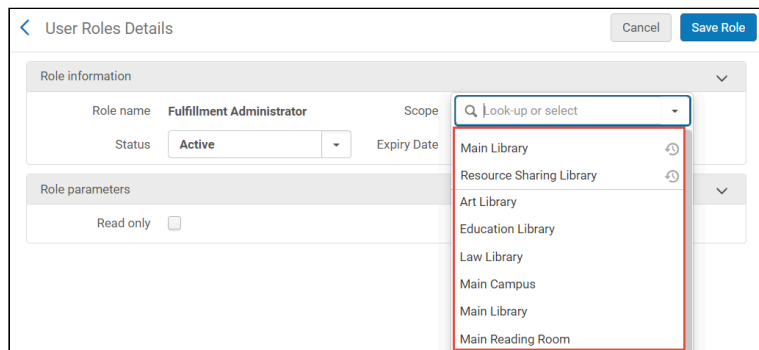 User Roles Details
Cancel
Save Role
Role information
Role name Fulfillment Administrator Scope Look-up or select
Status Active Expiry Date
Main Library
Resource Sharing Library
Role parameters
Art Library
Read only
Education Library
Law Library
Main Campus
Main Library
Main Reading Room